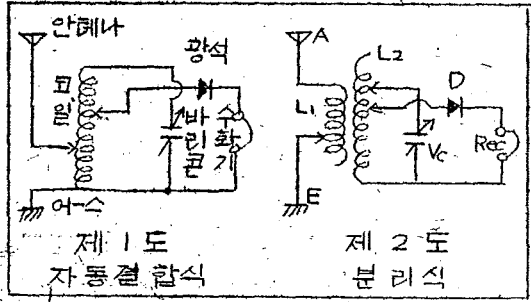 안테나
광석
코일
바리콘
수화기
어-스
제 1 도
자동결합식
A
L2
D
L1
Vc
Rec
E
제 2 도
분리식